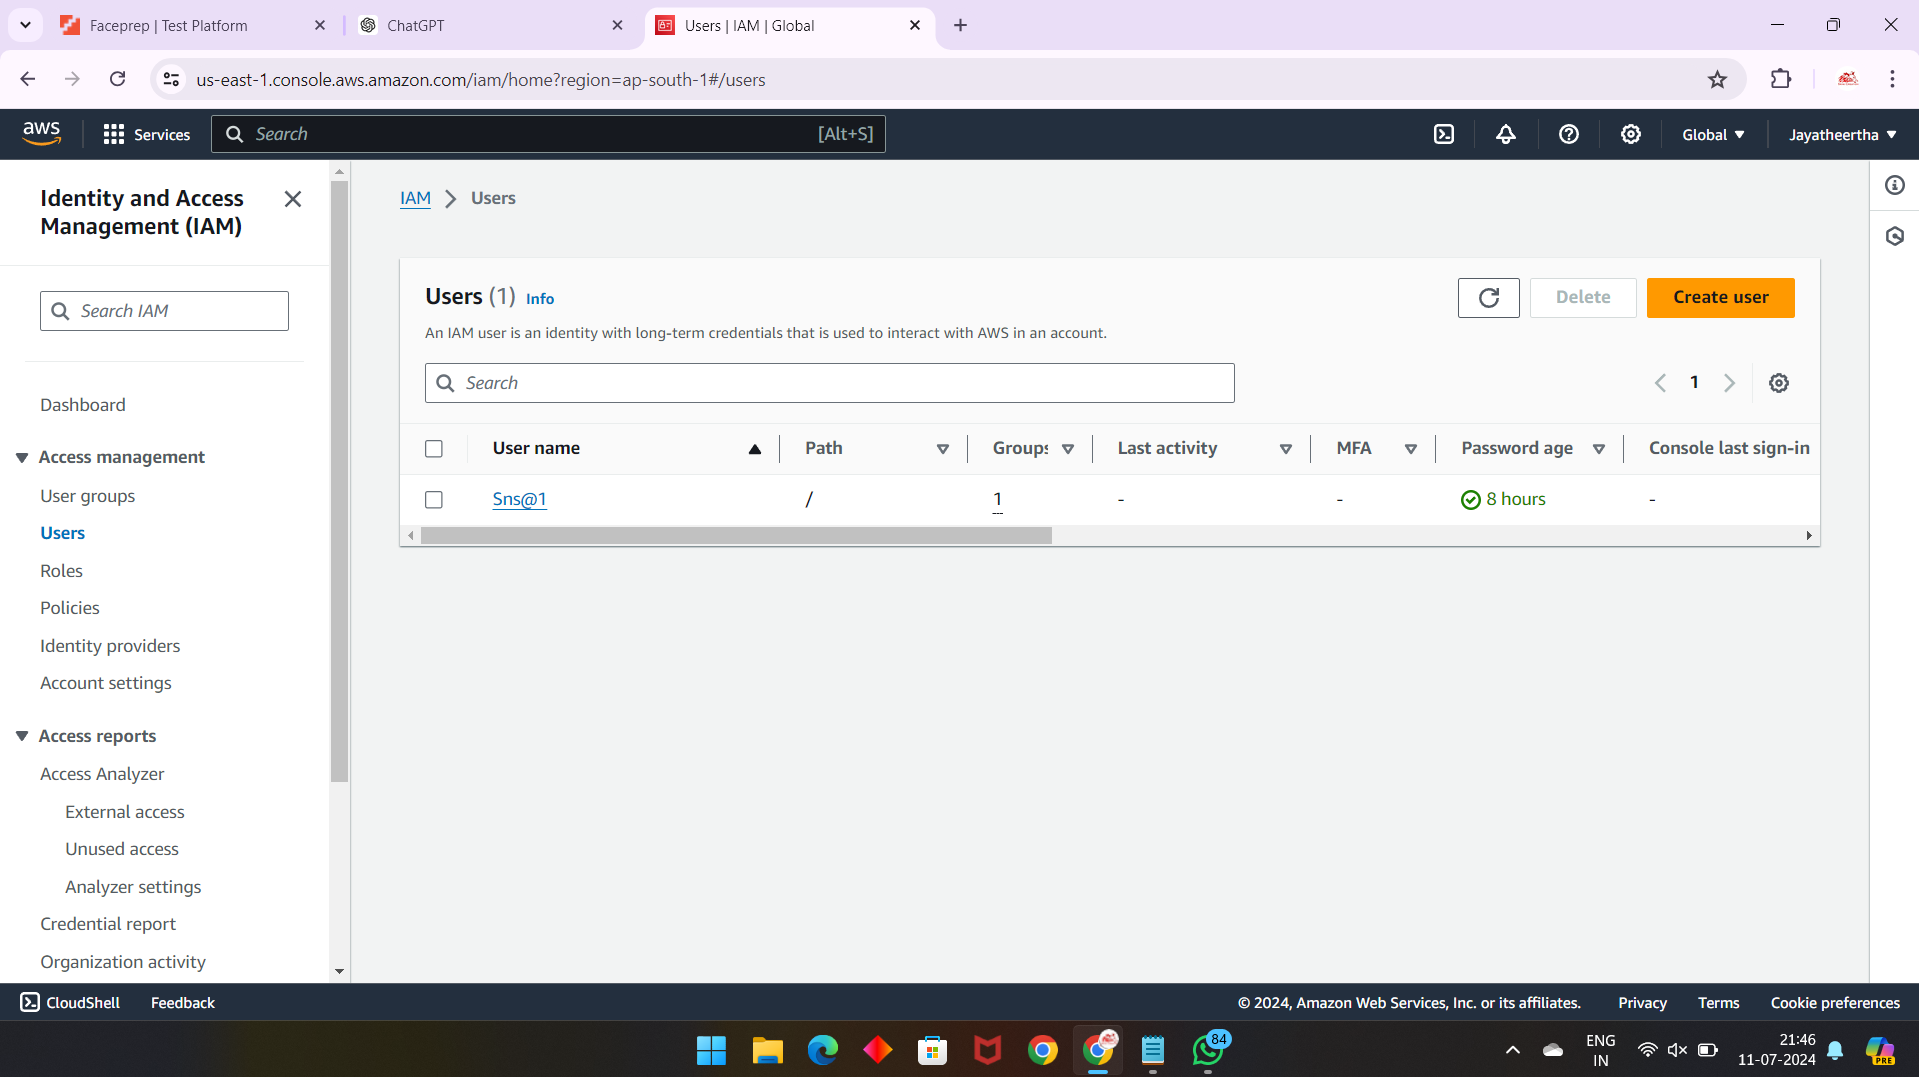 Faceprep | Test Platform
ChatGPT
Users | IAM | Global
us-east-1.console.aws.amazon.com/iam/home?region=ap-south-1#/users
aws
Services
Search
[Alt+S]
Global
Jayatheertha
Identity and Access
Management (IAM)
Search IAM
Dashboard
Access management
User groups
Users
Roles
Policies
Identity providers
Account settings
Access reports
Access Analyzer
External access
Unused access
Analyzer settings
Credential report
Organization activity
IAM > Users
Users (1) Info
Delete
Create user
An IAM user is an identity with long-term credentials that is used to interact with AWS in an account.
Search
1
User name Path Groups Last activity MFA Password age Console last sign-in
Sns@1 / 1 - - 8 hours -
CloudShell
Feedback
© 2024, Amazon Web Services, Inc. or its affiliates.
Privacy
Terms
Cookie preferences
84
ENG
IN
21:46
11-07-2024
PRE